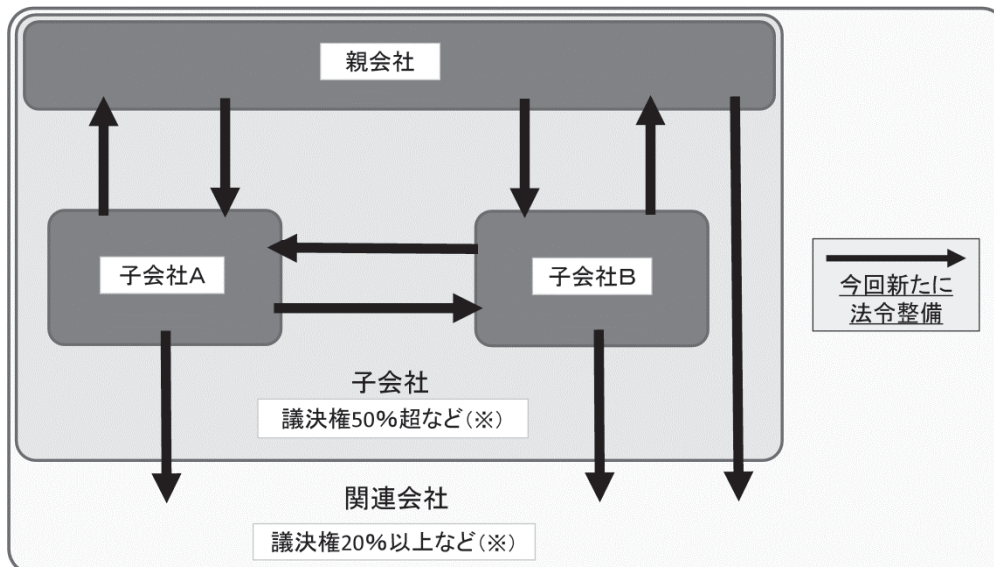 親会社
子会社A
子会社B
今回新たに
法令整備
子会社
議決権50%超など(※)
関連会社
議決権20%以上など(※)